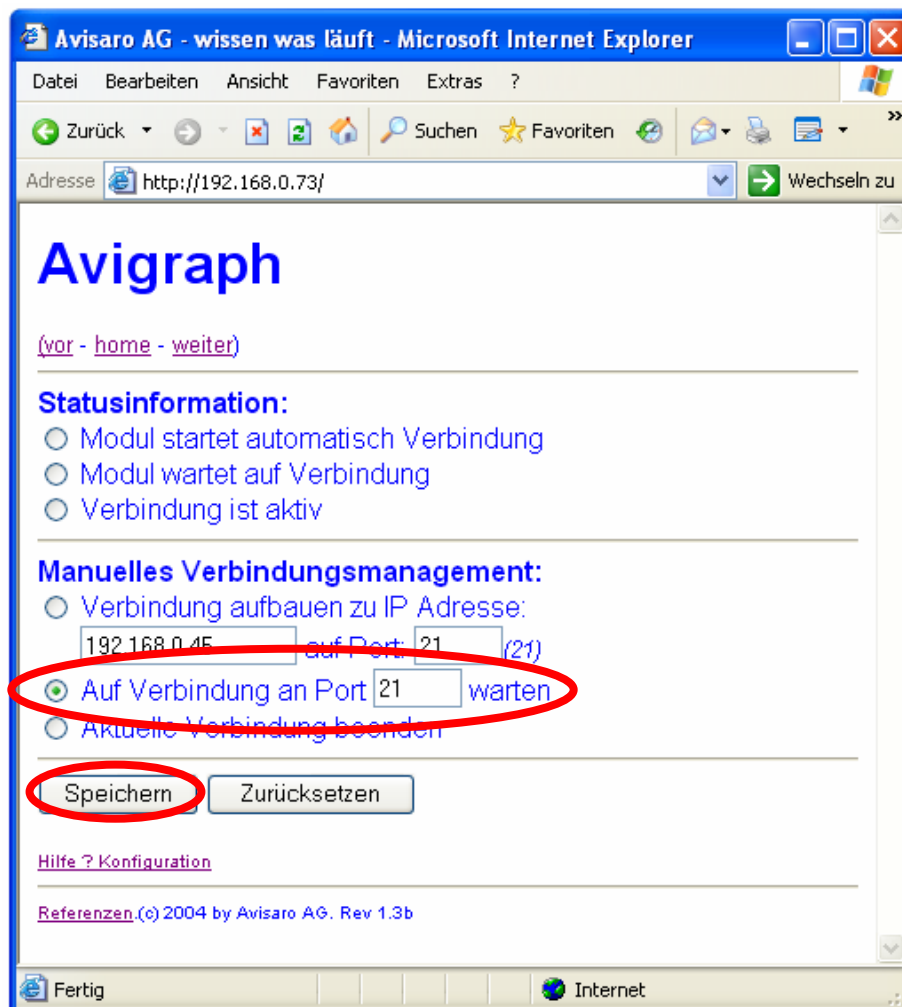 Avisaro AG - wissen was läuft - Microsoft Internet Explorer
Datei Bearbeiten Ansicht Favoriten Extras ?
Zurück Suchen Favoriten »
Adresse http://192.168.0.73/ Wechseln zu
Avigraph
(vor - home - weiter)
Statusinformation:
Modul startet automatisch Verbindung
Modul wartet auf Verbindung
Verbindung ist aktiv
Manuelles Verbindungsmanagement:
Verbindung aufbauen zu IP Adresse:
192.168.0.45 auf Port: 21 (21)
Auf Verbindung an Port 21 warten
Aktuelle Verbindung beenden
Speichern Zurücksetzen
Hilfe ? Konfiguration
Referenzen.(c) 2004 by Avisaro AG. Rev 1.3b
Fertig Internet